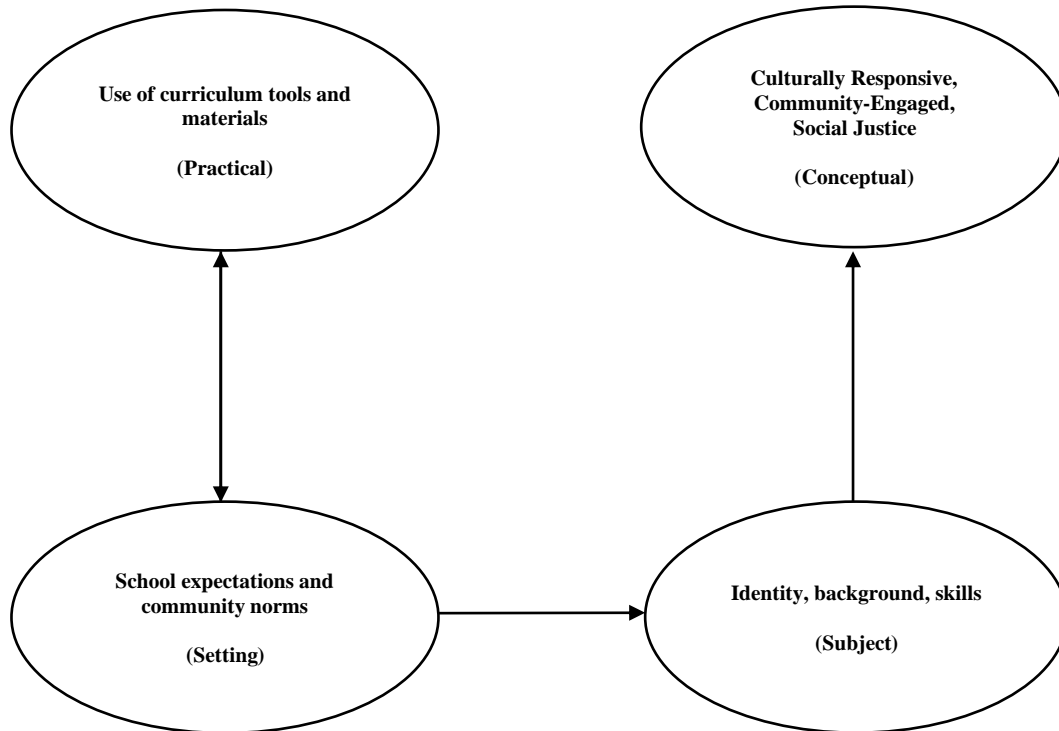 Use of curriculum tools and
materials
(Practical)
Culturally Responsive,
Community-Engaged,
Social Justice
(Conceptual)
School expectations and
community norms
(Setting)
Identity, background, skills
(Subject)